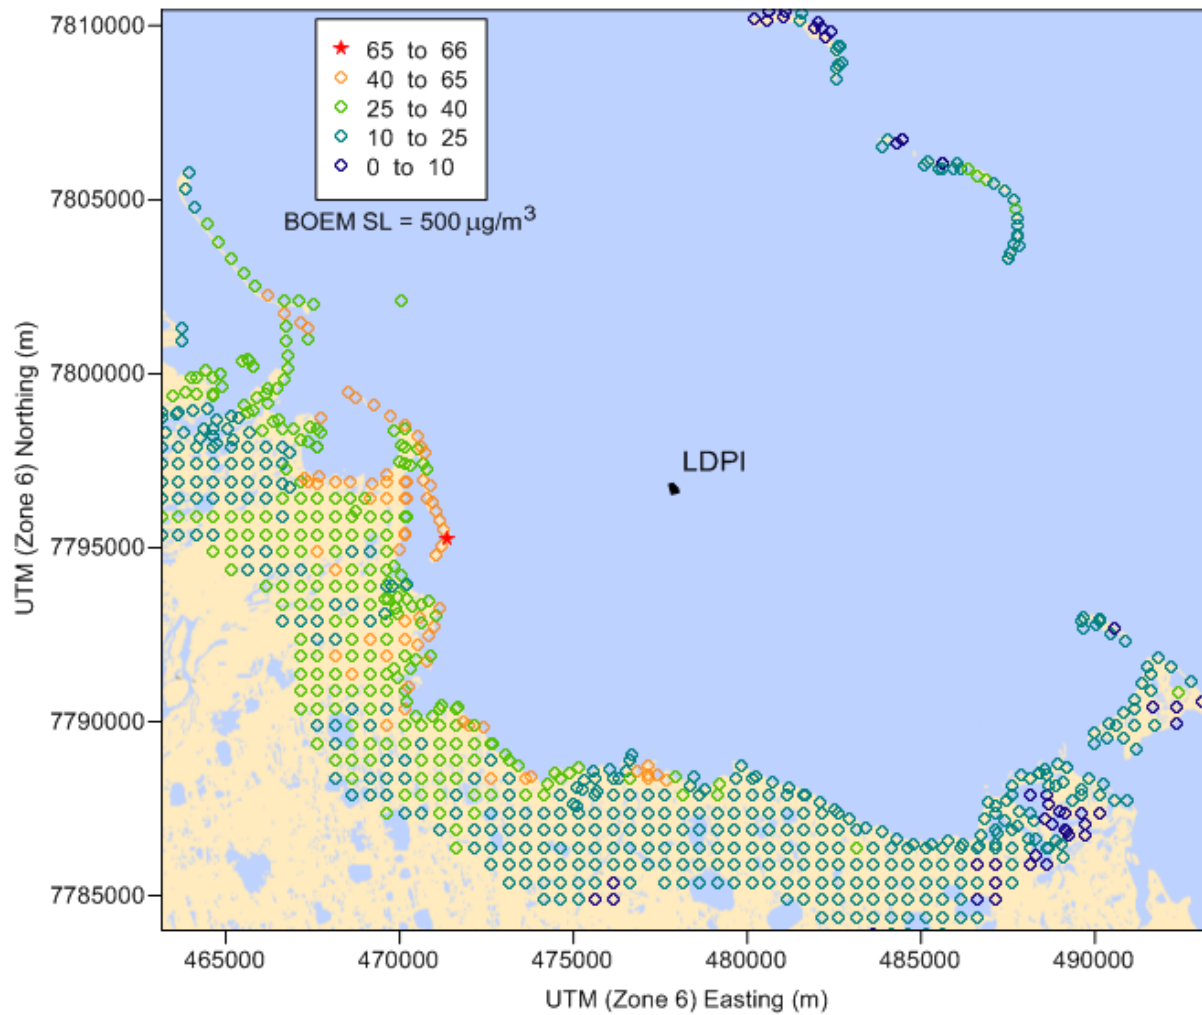 7810000
65 to 66
40 to 65
25 to 40
10 to 25
0 to 10
7805000
BOEM SL = 500 μg/m³
7800000
LDPI
7795000
7790000
7785000
UTM (Zone 6) Northing (m)
465000 470000 475000 480000 485000 490000
UTM (Zone 6) Easting (m)